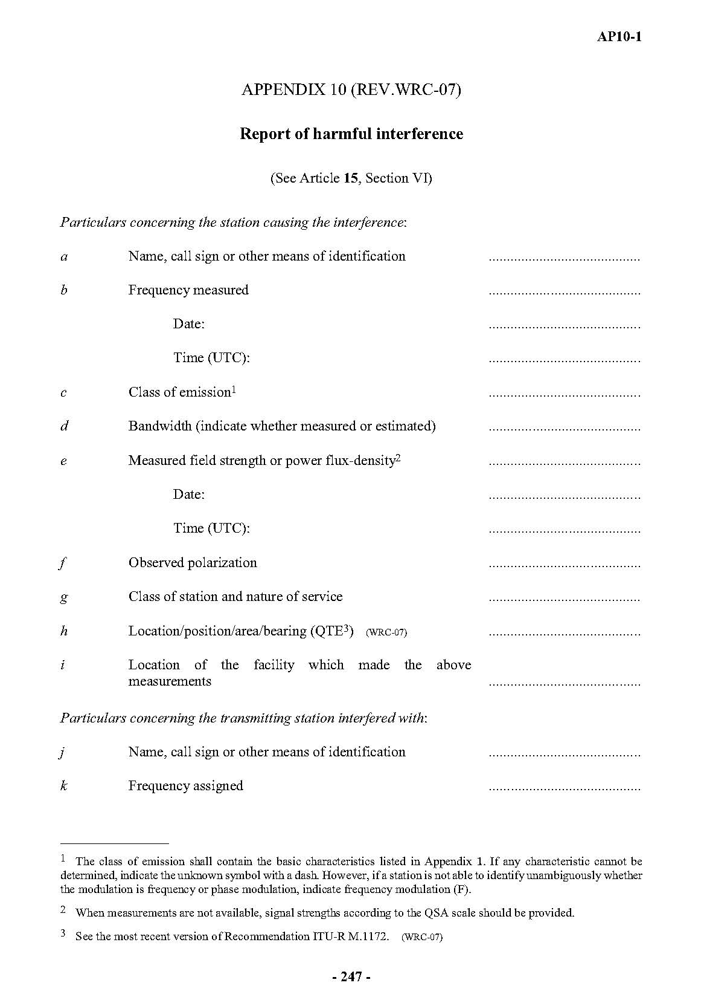 AP10-1
APPENDIX 10 (REV.WRC-07)
Report of harmful interference
(See Article 15, Section VI)
Particulars concerning the station causing the interference:
a Name, call sign or other means of identification ..........................................
b Frequency measured ..........................................
Date: ..........................................
Time (UTC): ..........................................
c Class of emission1 ..........................................
d Bandwidth (indicate whether measured or estimated) ..........................................
e Measured field strength or power flux-density2 ..........................................
Date: ..........................................
Time (UTC): ..........................................
f Observed polarization ..........................................
g Class of station and nature of service ..........................................
h Location/position/area/bearing (QTE3) (WRC-07) ..........................................
i Location of the facility which made the above
measurements ..........................................
Particulars concerning the transmitting station interfered with:
j Name, call sign or other means of identification ..........................................
k Frequency assigned ..........................................
1 The class of emission shall contain the basic characteristics listed in Appendix 1. If any characteristic cannot be
determined, indicate the unknown symbol with a dash. However, if a station is not able to identify unambiguously whether
the modulation is frequency or phase modulation, indicate frequency modulation (F).
2 When measurements are not available, signal strengths according to the QSA scale should be provided.
3 See the most recent version of Recommendation ITU-R M.1172. (WRC-07)
- 247 -